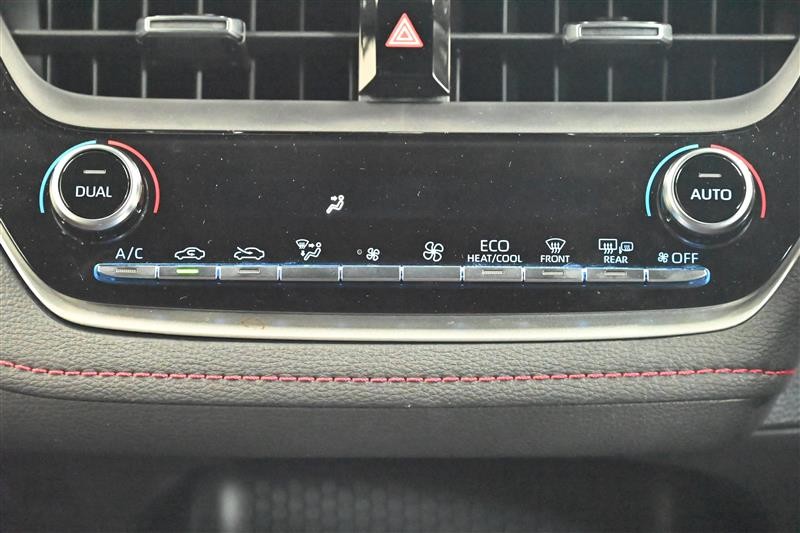 DUAL
AUTO
A/C
ECO
HEAT/COOL
FRONT
REAR
OFF